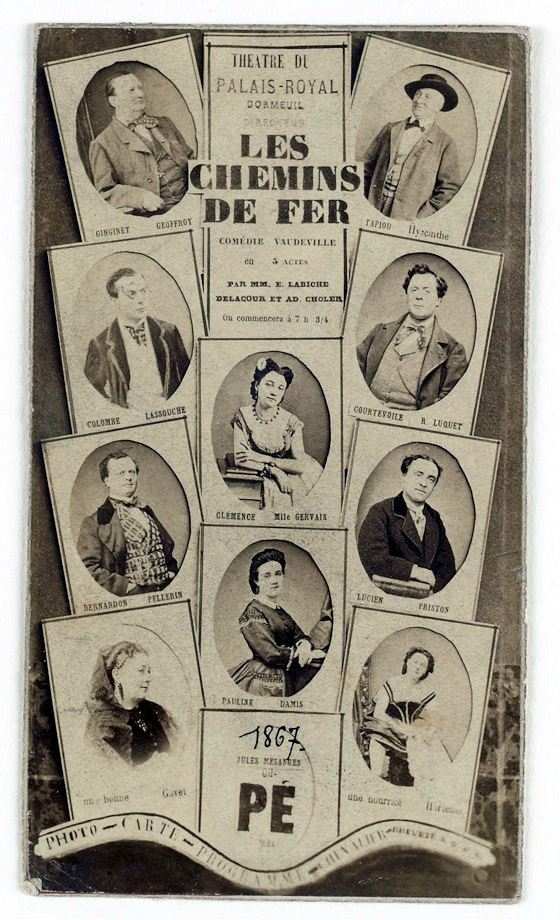 THEATRE DU
PALAIS-ROYAL
DORMEUIL
DIRECTEUR
LES
CHEMINS
DE FER
COMÉDIE VAUDEVILLE
en 5 ACTES
PAR MM. E. LABICHE
DELACOUR ET AD. CHOLER
On commencera à 7 h 3/4
GINGINET GEOFFROY
TAPIOU Hyacinthe
COLOMBE LASSOUCHE
COURTEVOILE R. LUQUET
CLÉMENCE Mlle GERVAIS
BERNARDON PELLERIN
LUCIEN PRISTON
PAULINE DAMIS
une bonne Gavet
une nourrice Hortense
1867.
JULES MESANGES
PÉ
PHOTO - CARTE - PROGRAMME - CHEVALIER - BREVETÉ